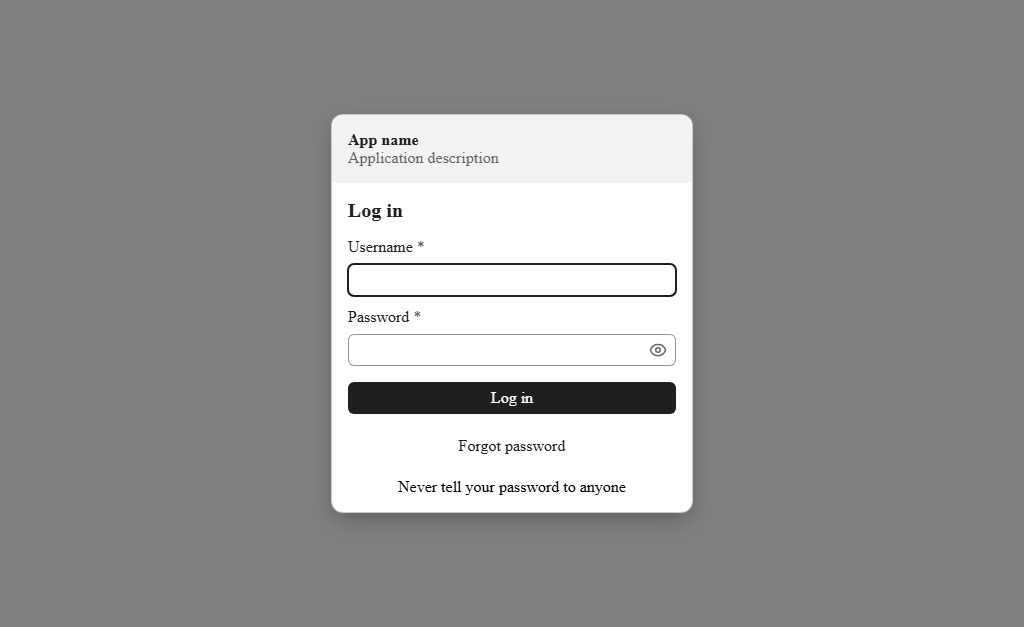 App name
Application description
Log in
Username *
Password *
Log in
Forgot password
Never tell your password to anyone